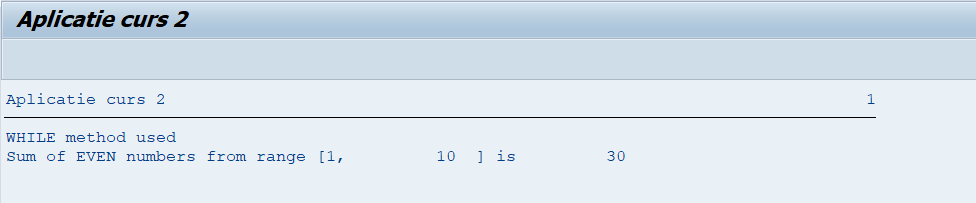 Aplicatie curs 2
Aplicatie curs 2 1
WHILE method used
Sum of EVEN numbers from range [1, 10 ] is 30